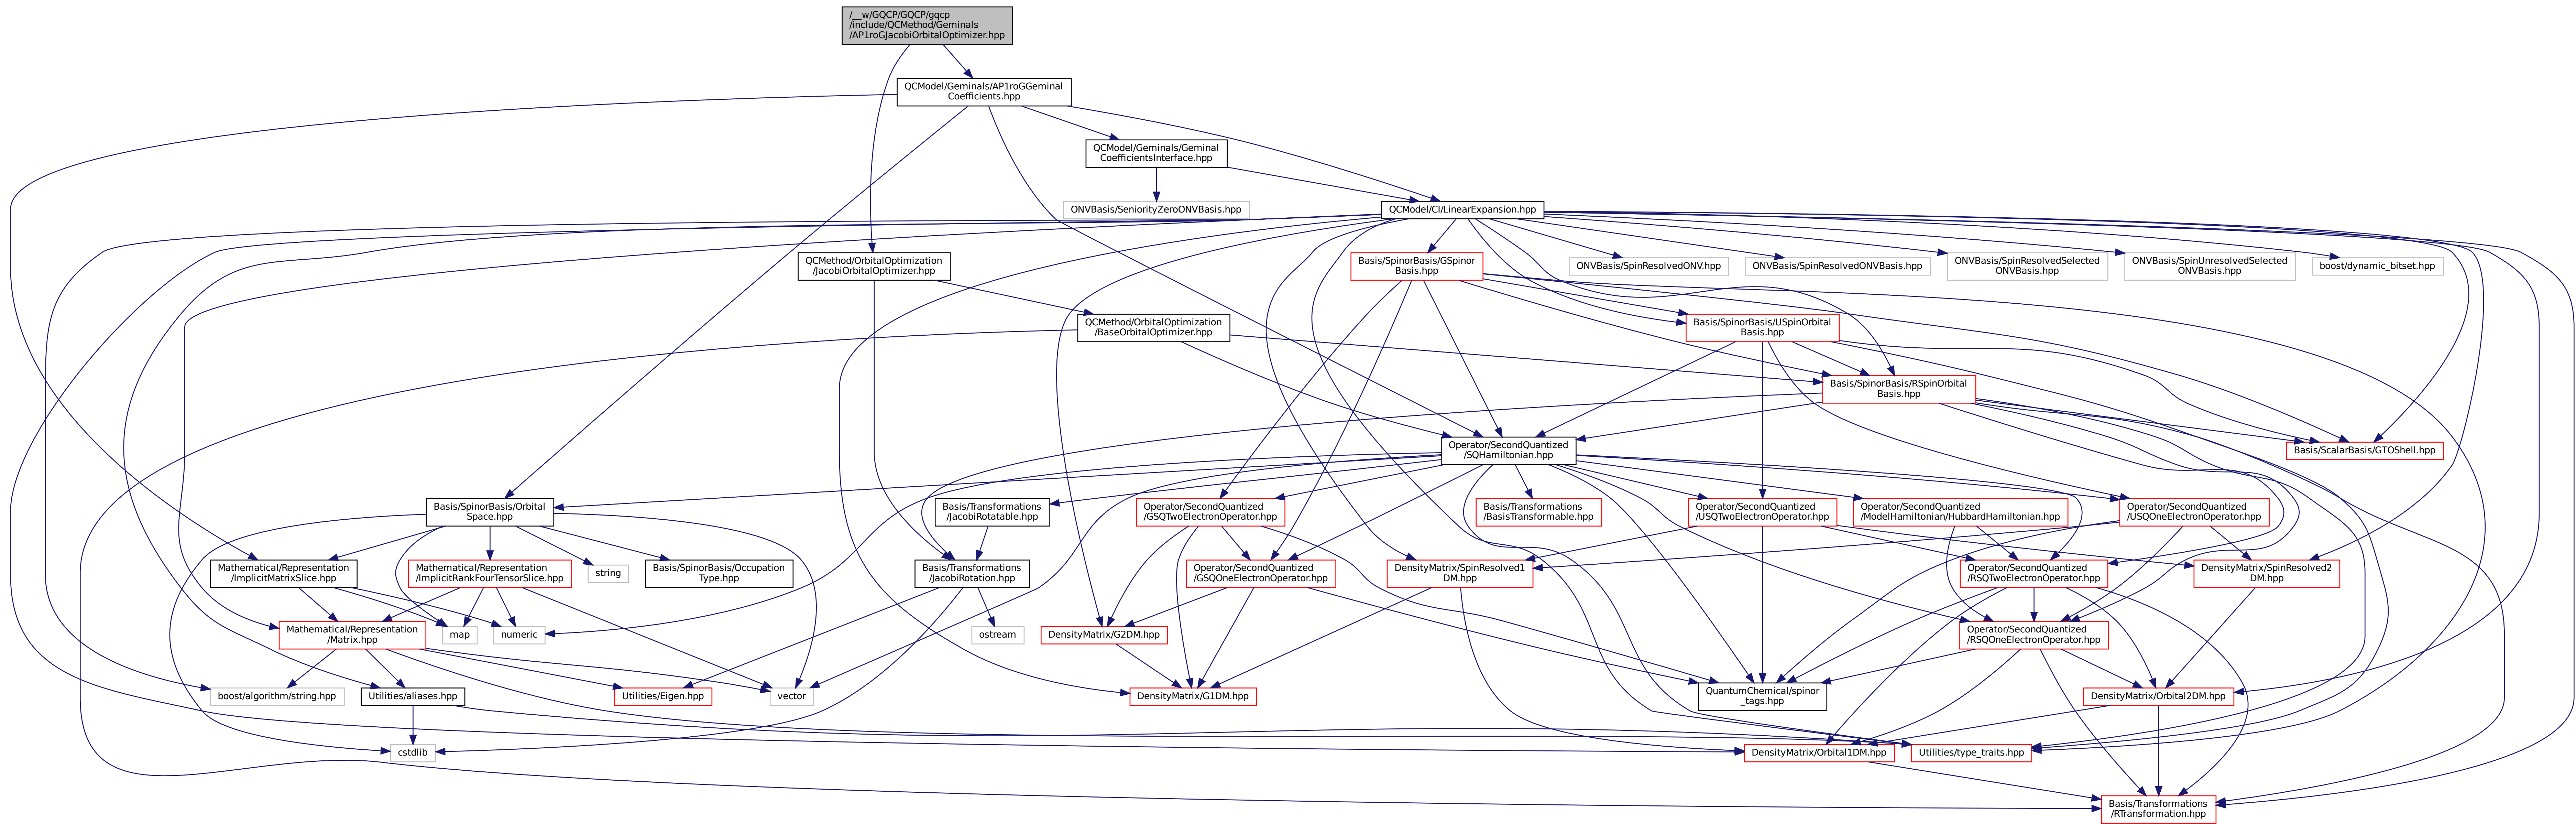 /__w/GQCP/GQCP/gqcp
/include/QCMethod/Geminals
/AP1roGJacobiOrbitalOptimizer.hpp
QCModel/Geminals/AP1roGGeminal
Coefficients.hpp
QCModel/Geminals/Geminal
CoefficientsInterface.hpp
ONVBasis/SeniorityZeroONVBasis.hpp
QCModel/CI/LinearExpansion.hpp
QCMethod/OrbitalOptimization
/JacobiOrbitalOptimizer.hpp
Basis/SpinorBasis/GSpinor
Basis.hpp
ONVBasis/SpinResolvedONV.hpp
ONVBasis/SpinResolvedONVBasis.hpp
ONVBasis/SpinResolvedSelected
ONVBasis.hpp
ONVBasis/SpinUnresolvedSelected
ONVBasis.hpp
boost/dynamic_bitset.hpp
QCMethod/OrbitalOptimization
/BaseOrbitalOptimizer.hpp
Basis/SpinorBasis/USpinOrbital
Basis.hpp
Basis/SpinorBasis/RSpinOrbital
Basis.hpp
Operator/SecondQuantized
/SQHamiltonian.hpp
Basis/ScalarBasis/GTOShell.hpp
Basis/SpinorBasis/Orbital
Space.hpp
Basis/Transformations
/JacobiRotatable.hpp
Operator/SecondQuantized
/GSQTwoElectronOperator.hpp
Basis/Transformations
/BasisTransformable.hpp
Operator/SecondQuantized
/USQTwoElectronOperator.hpp
Operator/SecondQuantized
/ModelHamiltonian/HubbardHamiltonian.hpp
Operator/SecondQuantized
/USQOneElectronOperator.hpp
Mathematical/Representation
/ImplicitMatrixSlice.hpp
Mathematical/Representation
/ImplicitRankFourTensorSlice.hpp
string
Basis/SpinorBasis/Occupation
Type.hpp
Basis/Transformations
/JacobiRotation.hpp
Operator/SecondQuantized
/GSQOneElectronOperator.hpp
DensityMatrix/SpinResolved1
DM.hpp
Operator/SecondQuantized
/RSQTwoElectronOperator.hpp
DensityMatrix/SpinResolved2
DM.hpp
Mathematical/Representation
/Matrix.hpp
map
numeric
ostream
DensityMatrix/G2DM.hpp
Operator/SecondQuantized
/RSQOneElectronOperator.hpp
boost/algorithm/string.hpp
Utilities/aliases.hpp
Utilities/Eigen.hpp
vector
DensityMatrix/G1DM.hpp
QuantumChemical/spinor
_tags.hpp
DensityMatrix/Orbital2DM.hpp
cstdlib
DensityMatrix/Orbital1DM.hpp
Utilities/type_traits.hpp
Basis/Transformations
/RTransformation.hpp